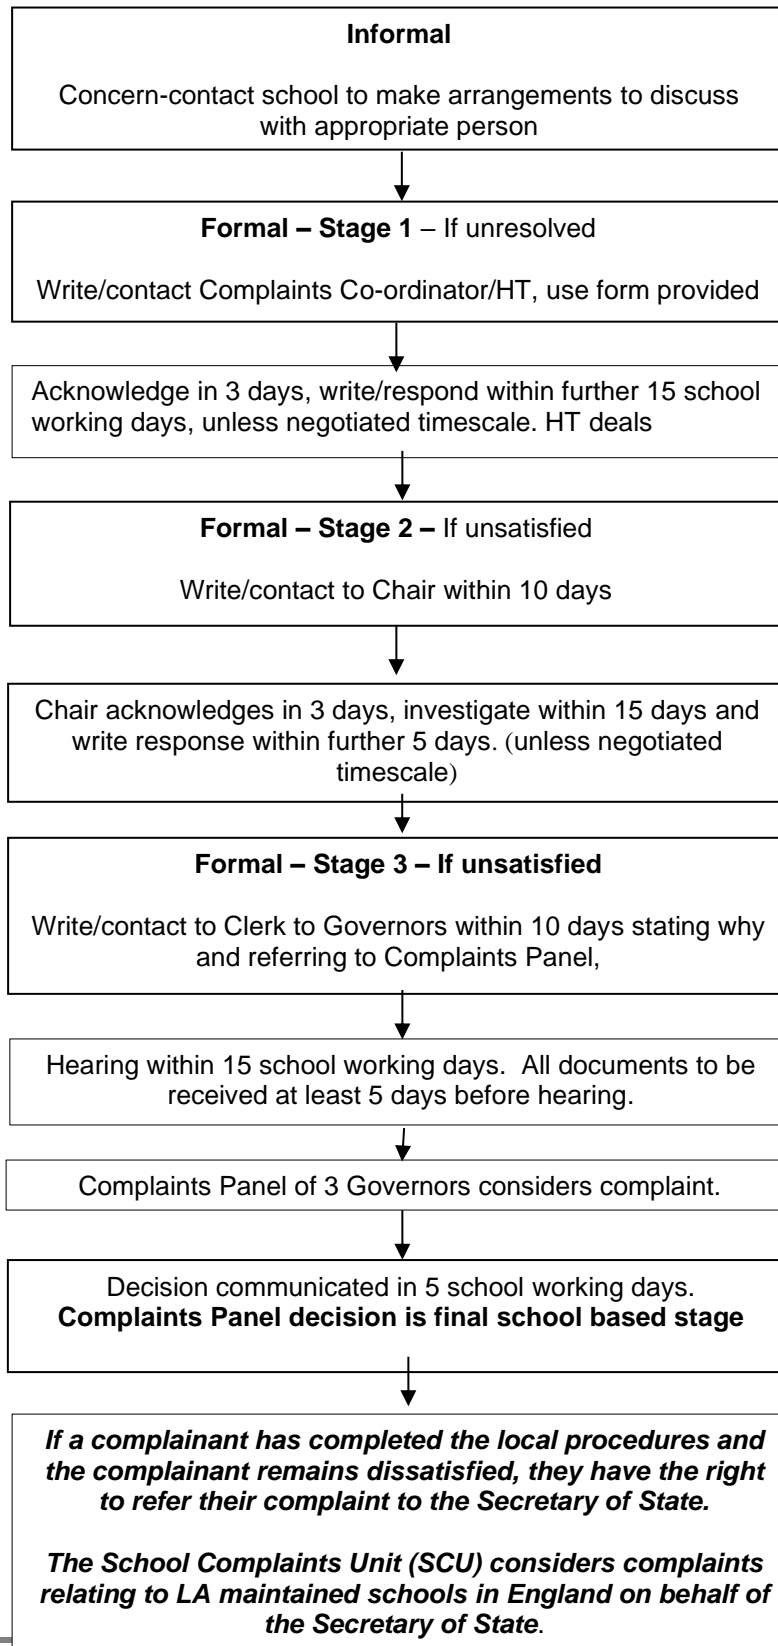 Informal
Concern-contact school to make arrangements to discuss
with appropriate person
Formal – Stage 1 – If unresolved
Write/contact Complaints Co-ordinator/HT, use form provided
Acknowledge in 3 days, write/respond within further 15 school
working days, unless negotiated timescale. HT deals
Formal – Stage 2 – If unsatisfied
Write/contact to Chair within 10 days
Chair acknowledges in 3 days, investigate within 15 days and
write response within further 5 days. (unless negotiated
timescale)
Formal – Stage 3 – If unsatisfied
Write/contact to Clerk to Governors within 10 days stating why
and referring to Complaints Panel,
Hearing within 15 school working days.  All documents to be
received at least 5 days before hearing.
Complaints Panel of 3 Governors considers complaint.
Decision communicated in 5 school working days.
Complaints Panel decision is final school based stage
If a complainant has completed the local procedures and
the complainant remains dissatisfied, they have the right
to refer their complaint to the Secretary of State.
The School Complaints Unit (SCU) considers complaints
relating to LA maintained schools in England on behalf of
the Secretary of State.